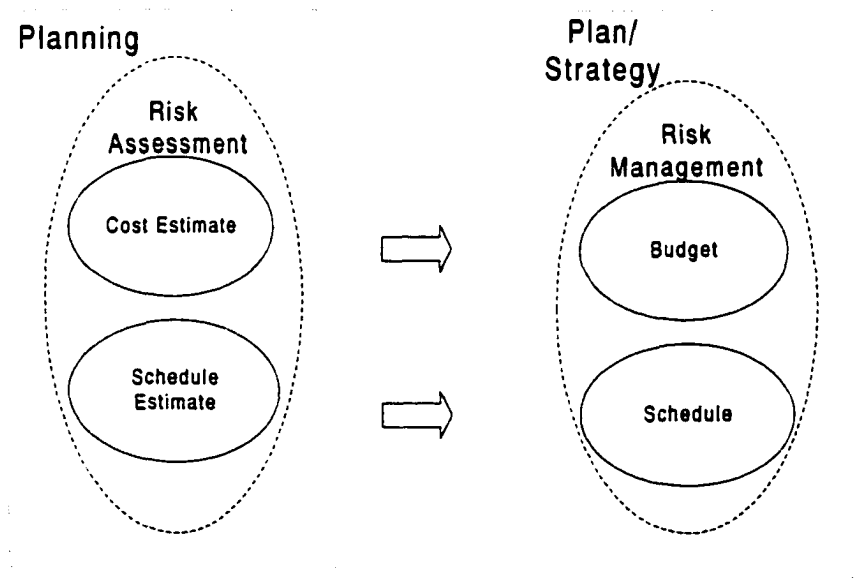 Planning
Risk
Assessment
Cost Estimate
Schedule
Estimate
Plan/
Strategy
Risk
Management
Budget
Schedule